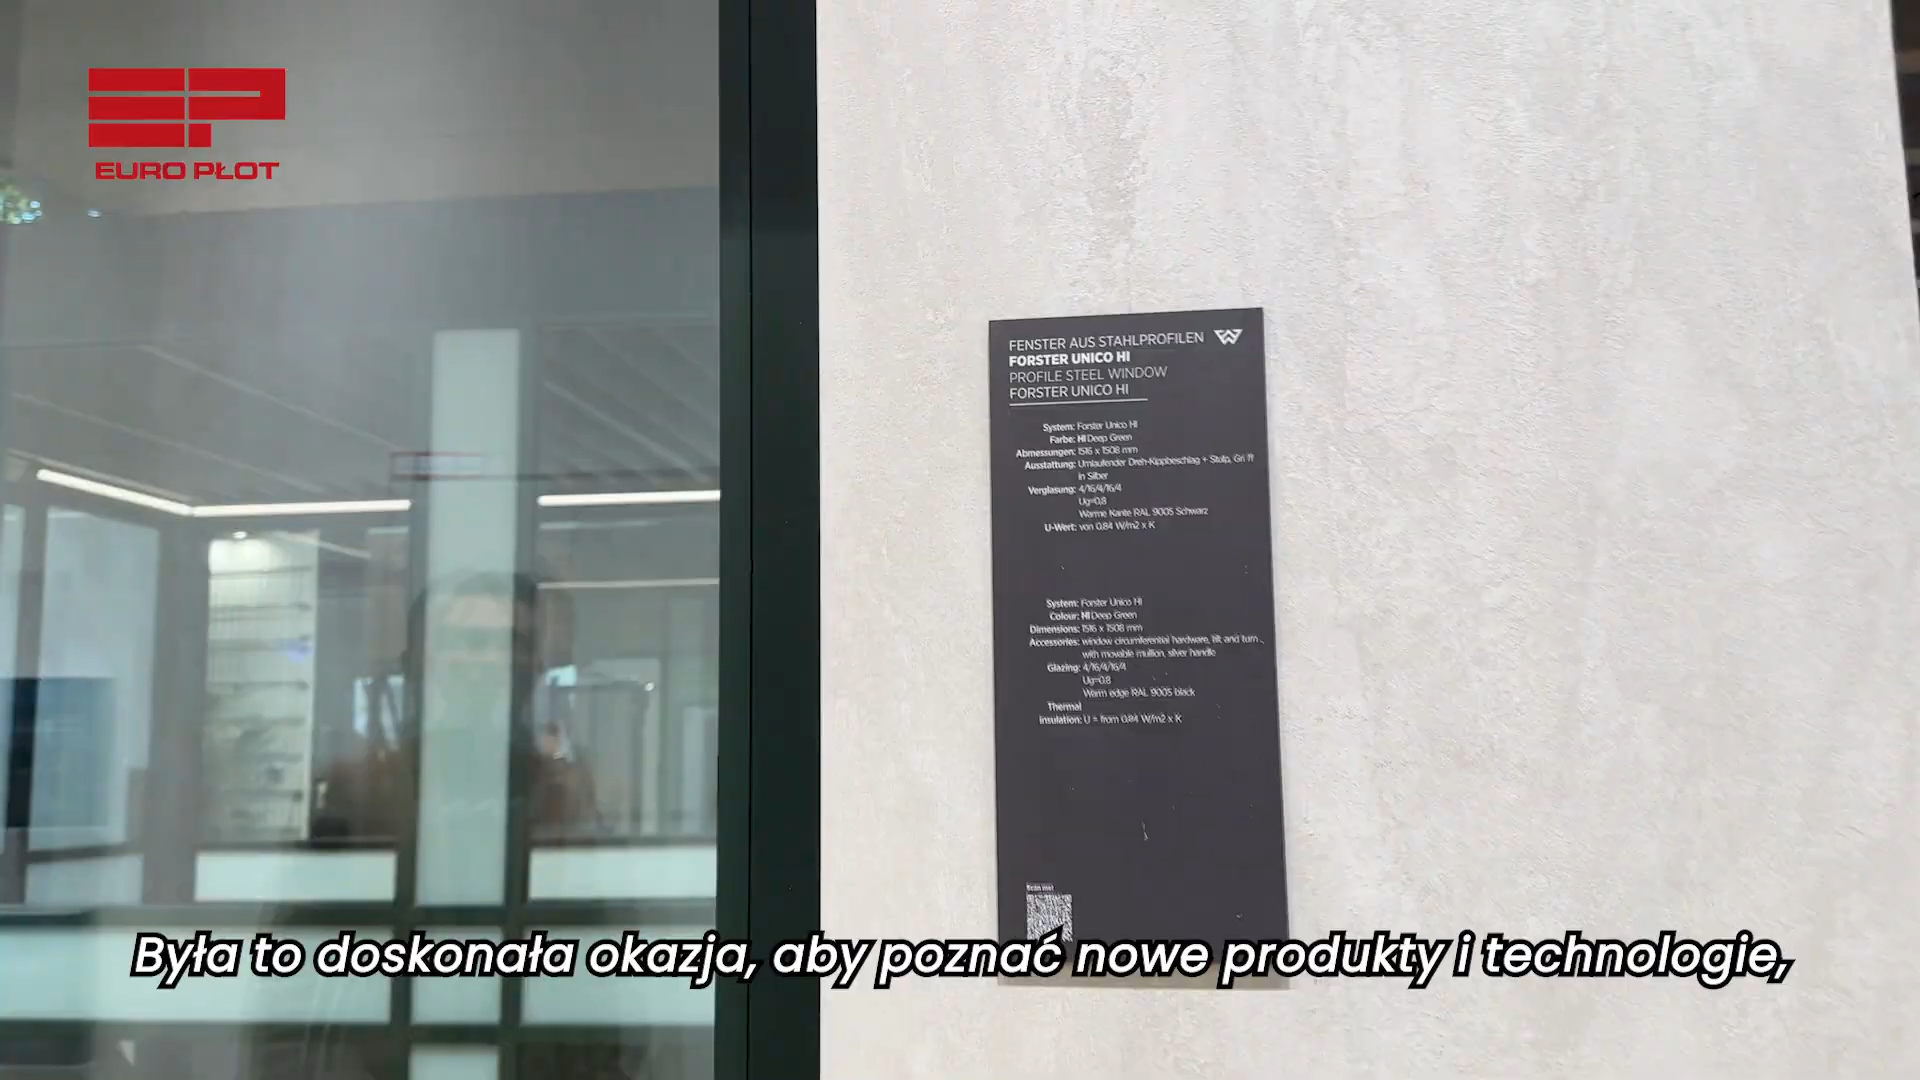 EURO PŁOT
FENSTER AUS STAHLPROFILEN
FORSTER UNICO HI
PROFILE STEEL WINDOW
FORSTER UNICO HI
System: Forster Unico HI
Farbe: HI Deep Green
Abmessungen: 1516 x 1508 mm
Ausstattung: Umlaufender Dreh-Kippbeschlag + Stulp, Griff
in Silber
Verglasung: 4/16/4/16/4
Ug=0.8
Warme Kante RAL 9005 Schwarz
U-Wert: von 0.84 W/m2 x K
System: Forster Unico HI
Colour: HI Deep Green
Dimensions: 1516 x 1508 mm
Accessories: window circumferential hardware, tilt and turn
with movable mullion, silver handle
Glazing: 4/16/4/16/4
Ug=0.8
Warm edge RAL 9005 black
Thermal
insulation: U = from 0.84 W/m2 x K
Scan me!
Była to doskonała okazja, aby poznać nowe produkty i technologie,